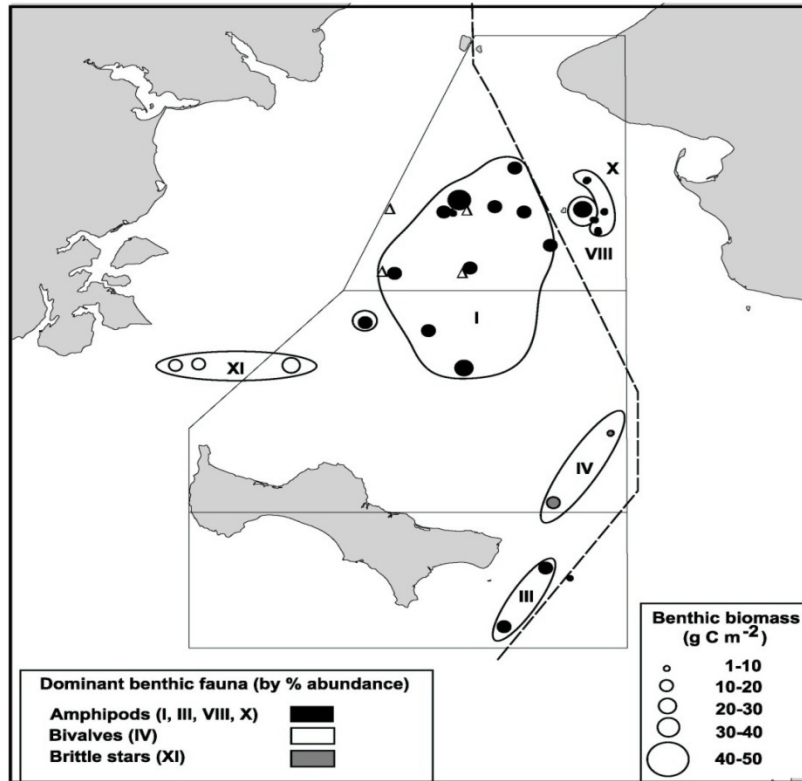 X
VIII
I
XI
IV
III
Dominant benthic fauna (by % abundance)
Amphipods (I, III, VIII, X)
Bivalves (IV)
Brittle stars (XI)
Benthic biomass
(g C m⁻²)
1-10
10-20
20-30
30-40
40-50